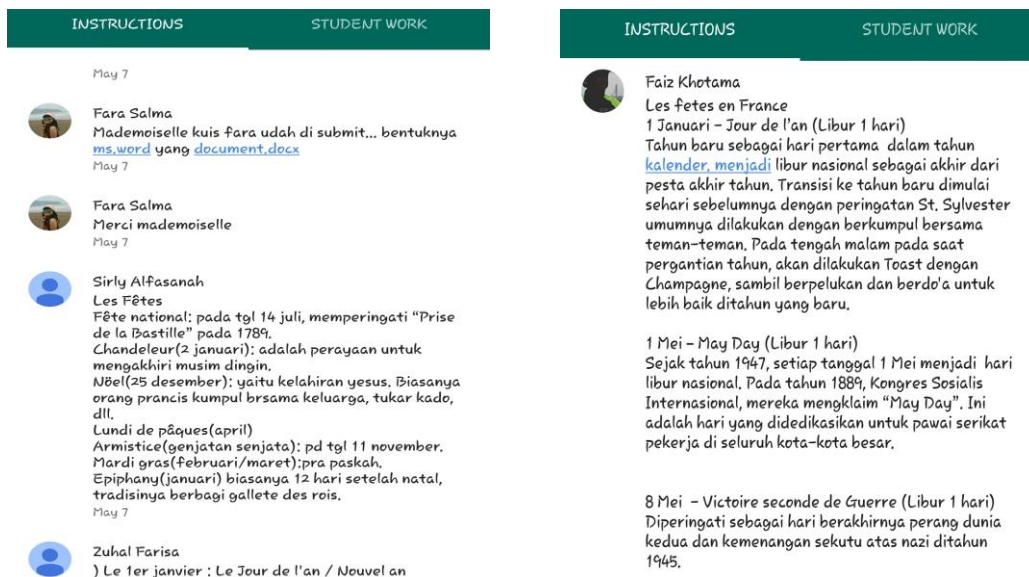 INSTRUCTIONS
STUDENT WORK
May 7
Fara Salma
Mademoiselle kuis fara udah di submit... bentuknya
ms.word yang document.docx
May 7
Fara Salma
Merci mademoiselle
May 7
Sirly Alfasanah
Les Fêtes
Fête national: pada tgl 14 juli, memperingati “Prise
de la Bastille” pada 1789.
Chandeleur(2 januari): adalah perayaan untuk
mengakhiri musim dingin.
Nöel(25 desember): yaitu kelahiran yesus. Biasanya
orang prancis kumpul brsama keluarga, tukar kado,
dll.
Lundi de pâques(april)
Armistice(genjatan senjata): pd tgl 11 november.
Mardi gras(februari/maret):pra paskah.
Epiphany(januari) biasanya 12 hari setelah natal,
tradisinya berbagi gallete des rois.
May 7
Zuhal Farisa
) Le 1er janvier : Le Jour de l'an / Nouvel an
INSTRUCTIONS
STUDENT WORK
Faiz Khotama
Les fetes en France
1 Januari – Jour de l'an (Libur 1 hari)
Tahun baru sebagai hari pertama dalam tahun
kalender, menjadi libur nasional sebagai akhir dari
pesta akhir tahun. Transisi ke tahun baru dimulai
sehari sebelumnya dengan peringatan St. Sylvester
umumnya dilakukan dengan berkumpul bersama
teman-teman. Pada tengah malam pada saat
pergantian tahun, akan dilakukan Toast dengan
Champagne, sambil berpelukan dan berdo'a untuk
lebih baik ditahun yang baru.
1 Mei – May Day (Libur 1 hari)
Sejak tahun 1947, setiap tanggal 1 Mei menjadi hari
libur nasional. Pada tahun 1889, Kongres Sosialis
Internasional, mereka mengklaim “May Day”. Ini
adalah hari yang didedikasikan untuk pawai serikat
pekerja di seluruh kota-kota besar.
8 Mei – Victoire seconde de Guerre (Libur 1 hari)
Diperingati sebagai hari berakhirnya perang dunia
kedua dan kemenangan sekutu atas nazi ditahun
1945.